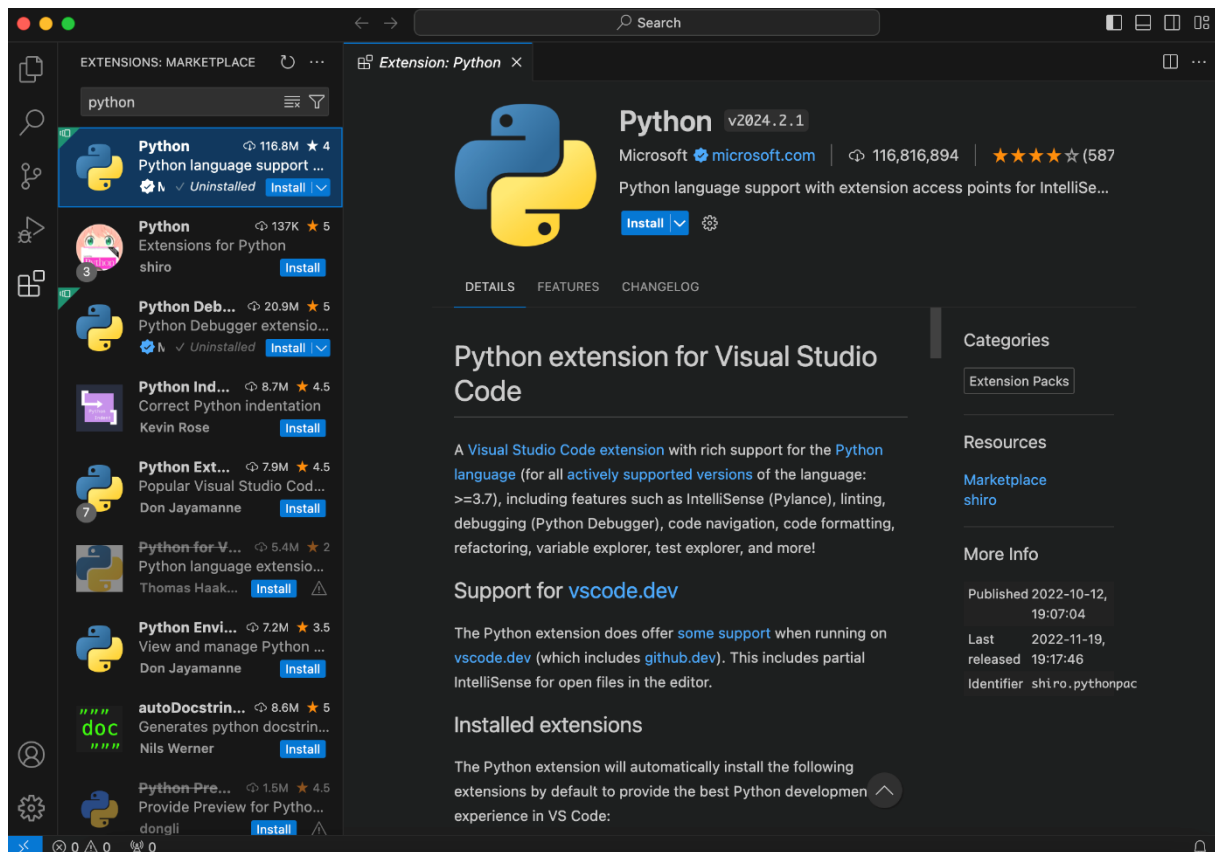 Search
EXTENSIONS: MARKETPLACE
python
Python 116.8M ★ 4
Python language support ...
Uninstalled Install
Python 137K ★ 5
Extensions for Python
shiro Install
3
Python Deb... 20.9M ★ 5
Python Debugger extensio...
Uninstalled Install
Python Ind... 8.7M ★ 4.5
Correct Python indentation
Kevin Rose Install
Python Ext... 7.9M ★ 4.5
Popular Visual Studio Cod...
Don Jayamanne Install
7
Python for V... 5.4M ★ 2
Python language extensio...
Thomas Haak... Install
Python Envi... 7.2M ★ 3.5
View and manage Python ...
Don Jayamanne Install
autoDocstrin... 8.6M ★ 5
Generates python docstrin...
Nils Werner Install
"""
doc
"""
Python Pre... 1.5M ★ 4.5
Provide Preview for Pytho...
dongli Install
0 0 0
Extension: Python
Python v2024.2.1
Microsoft microsoft.com 116,816,894 ★★★★☆ (587
Python language support with extension access points for IntelliSe...
Install
DETAILS FEATURES CHANGELOG
Python extension for Visual Studio
Code
A Visual Studio Code extension with rich support for the Python
language (for all actively supported versions of the language:
>=3.7), including features such as IntelliSense (Pylance), linting,
debugging (Python Debugger), code navigation, code formatting,
refactoring, variable explorer, test explorer, and more!
Support for vscode.dev
The Python extension does offer some support when running on
vscode.dev (which includes github.dev). This includes partial
IntelliSense for open files in the editor.
Installed extensions
The Python extension will automatically install the following
extensions by default to provide the best Python developmen
experience in VS Code:
Categories
Extension Packs
Resources
Marketplace
shiro
More Info
Published 2022-10-12,
19:07:04
Last 2022-11-19,
released 19:17:46
Identifier shiro.pythonpac